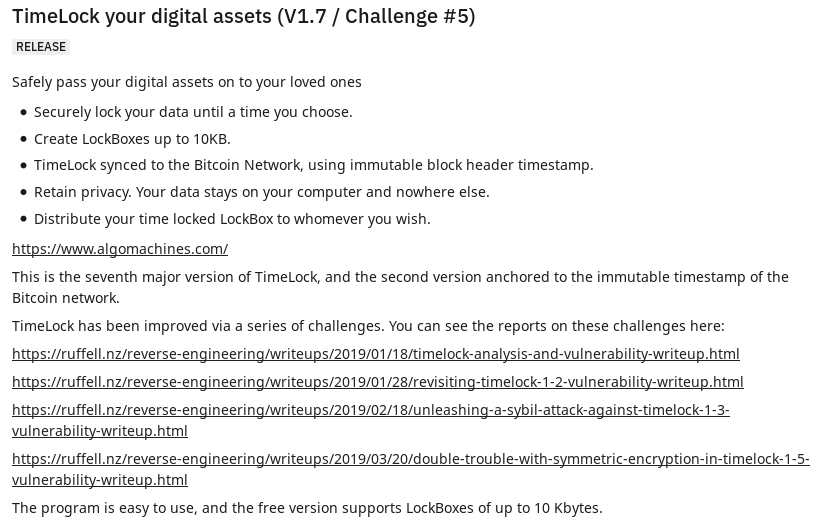 TimeLock your digital assets (V1.7 / Challenge #5)
RELEASE
Safely pass your digital assets on to your loved ones
• Securely lock your data until a time you choose.
• Create LockBoxes up to 10KB.
• TimeLock synced to the Bitcoin Network, using immutable block header timestamp.
• Retain privacy. Your data stays on your computer and nowhere else.
• Distribute your time locked LockBox to whomever you wish.
https://www.algomachines.com/
This is the seventh major version of TimeLock, and the second version anchored to the immutable timestamp of the
Bitcoin network.
TimeLock has been improved via a series of challenges. You can see the reports on these challenges here:
https://ruffell.nz/reverse-engineering/writeups/2019/01/18/timelock-analysis-and-vulnerability-writeup.html
https://ruffell.nz/reverse-engineering/writeups/2019/01/28/revisiting-timelock-1-2-vulnerability-writeup.html
https://ruffell.nz/reverse-engineering/writeups/2019/02/18/unleashing-a-sybil-attack-against-timelock-1-3-
vulnerability-writeup.html
https://ruffell.nz/reverse-engineering/writeups/2019/03/20/double-trouble-with-symmetric-encryption-in-timelock-1-5-
vulnerability-writeup.html
The program is easy to use, and the free version supports LockBoxes of up to 10 Kbytes.